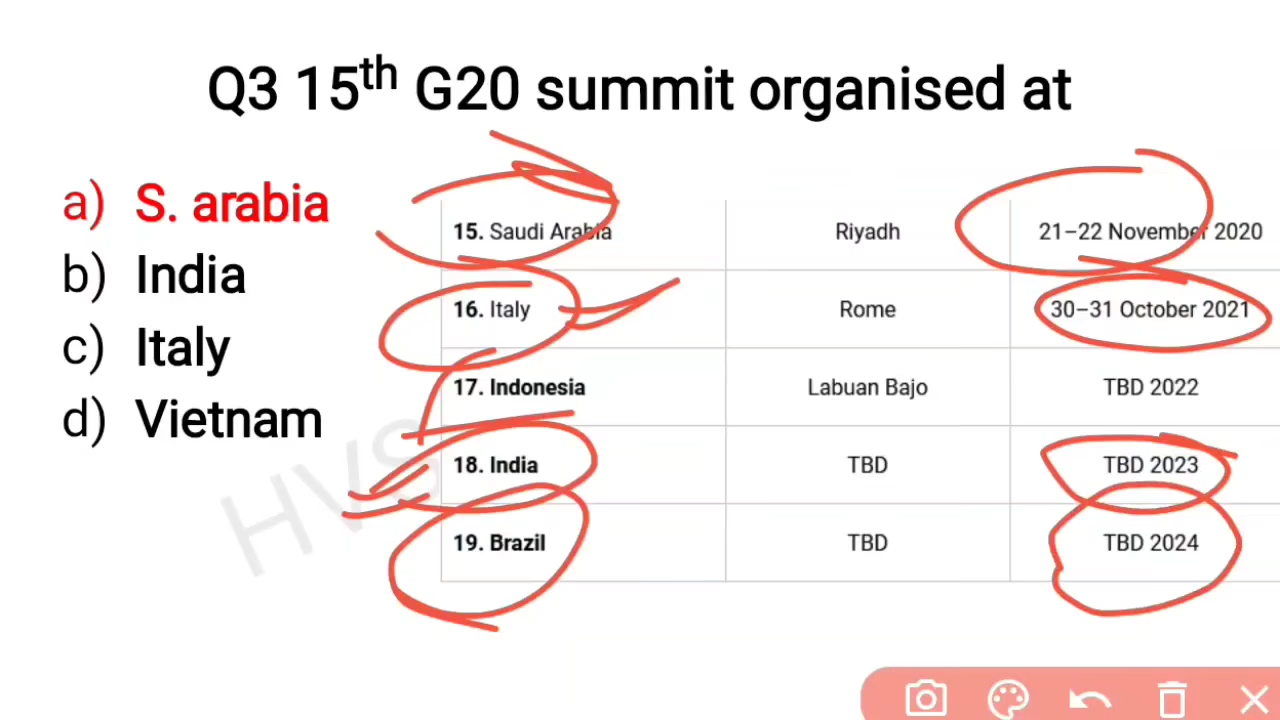 Q3 15th G20 summit organised at
a) S. arabia
b) India
c) Italy
d) Vietnam
15. Saudi Arabia Riyadh 21–22 November 2020
16. Italy Rome 30–31 October 2021
17. Indonesia Labuan Bajo TBD 2022
18. India TBD TBD 2023
19. Brazil TBD TBD 2024
HVS